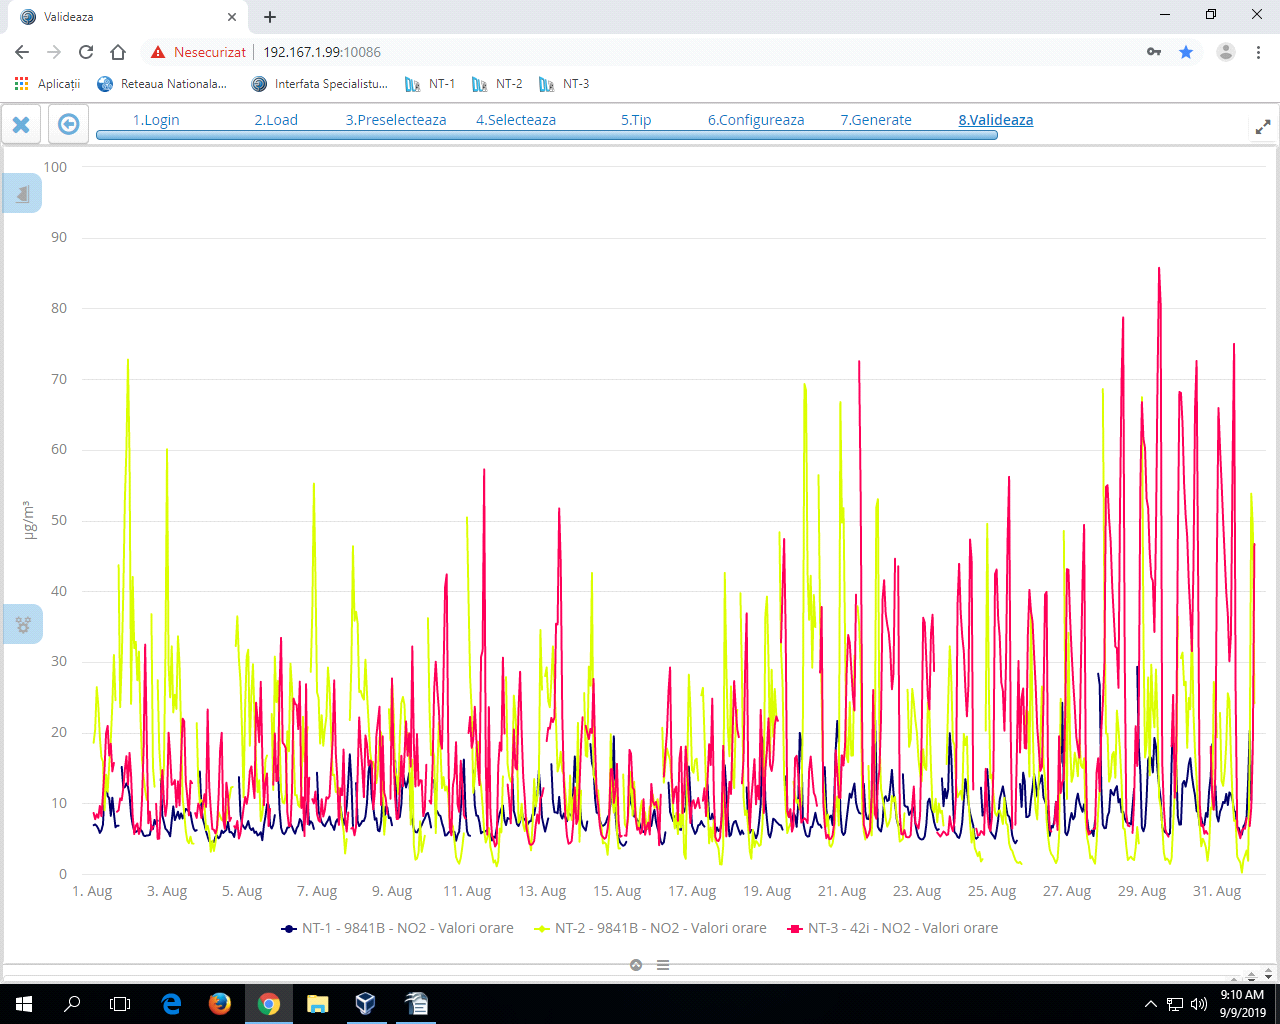 Valideaza
Nesecurizat 192.167.1.99:10086
Aplicații Reteaua Nationala... Interfata Specialistu... NT-1 NT-2 NT-3
1.Login 2.Load 3.Preselecteaza 4.Selecteaza 5.Tip 6.Configureaza 7.Generate 8.Valideaza
100
90
80
70
60
50
40
30
20
10
0
µg/m³
1. Aug 3. Aug 5. Aug 7. Aug 9. Aug 11. Aug 13. Aug 15. Aug 17. Aug 19. Aug 21. Aug 23. Aug 25. Aug 27. Aug 29. Aug 31. Aug
NT-1 - 9841B - NO2 - Valori orare NT-2 - 9841B - NO2 - Valori orare NT-3 - 42i - NO2 - Valori orare
9:10 AM
9/9/2019